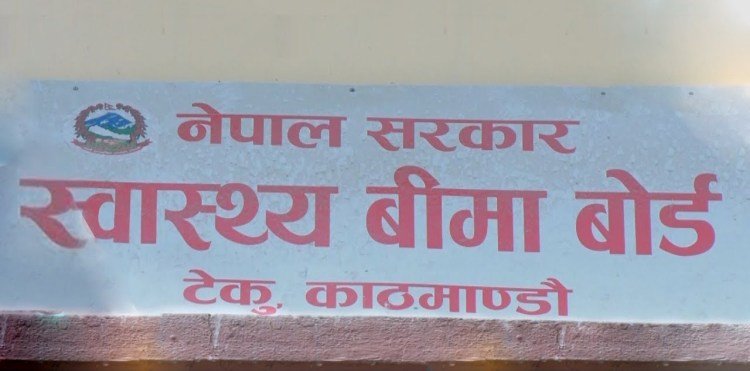 नेपाल सरकार
स्वास्थ्य बीमा बोर्ड
टेकु, काठमाण्डौ